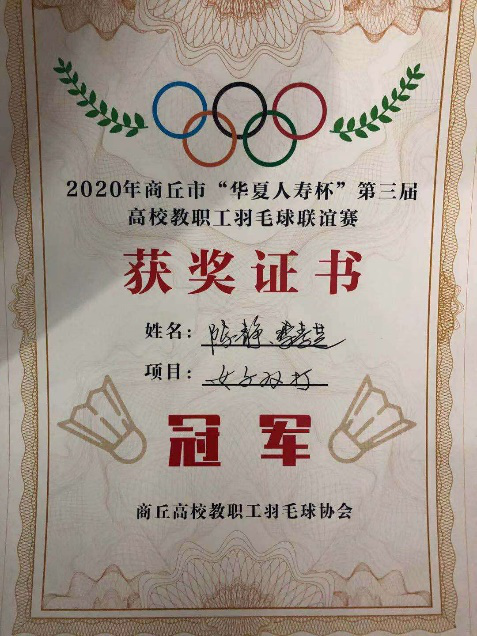 2020年商丘市“华夏人寿杯”第三届
高校教职工羽毛球联谊赛
获奖证书
姓名：陈静
项目：女子双打
冠军
商丘高校教职工羽毛球协会